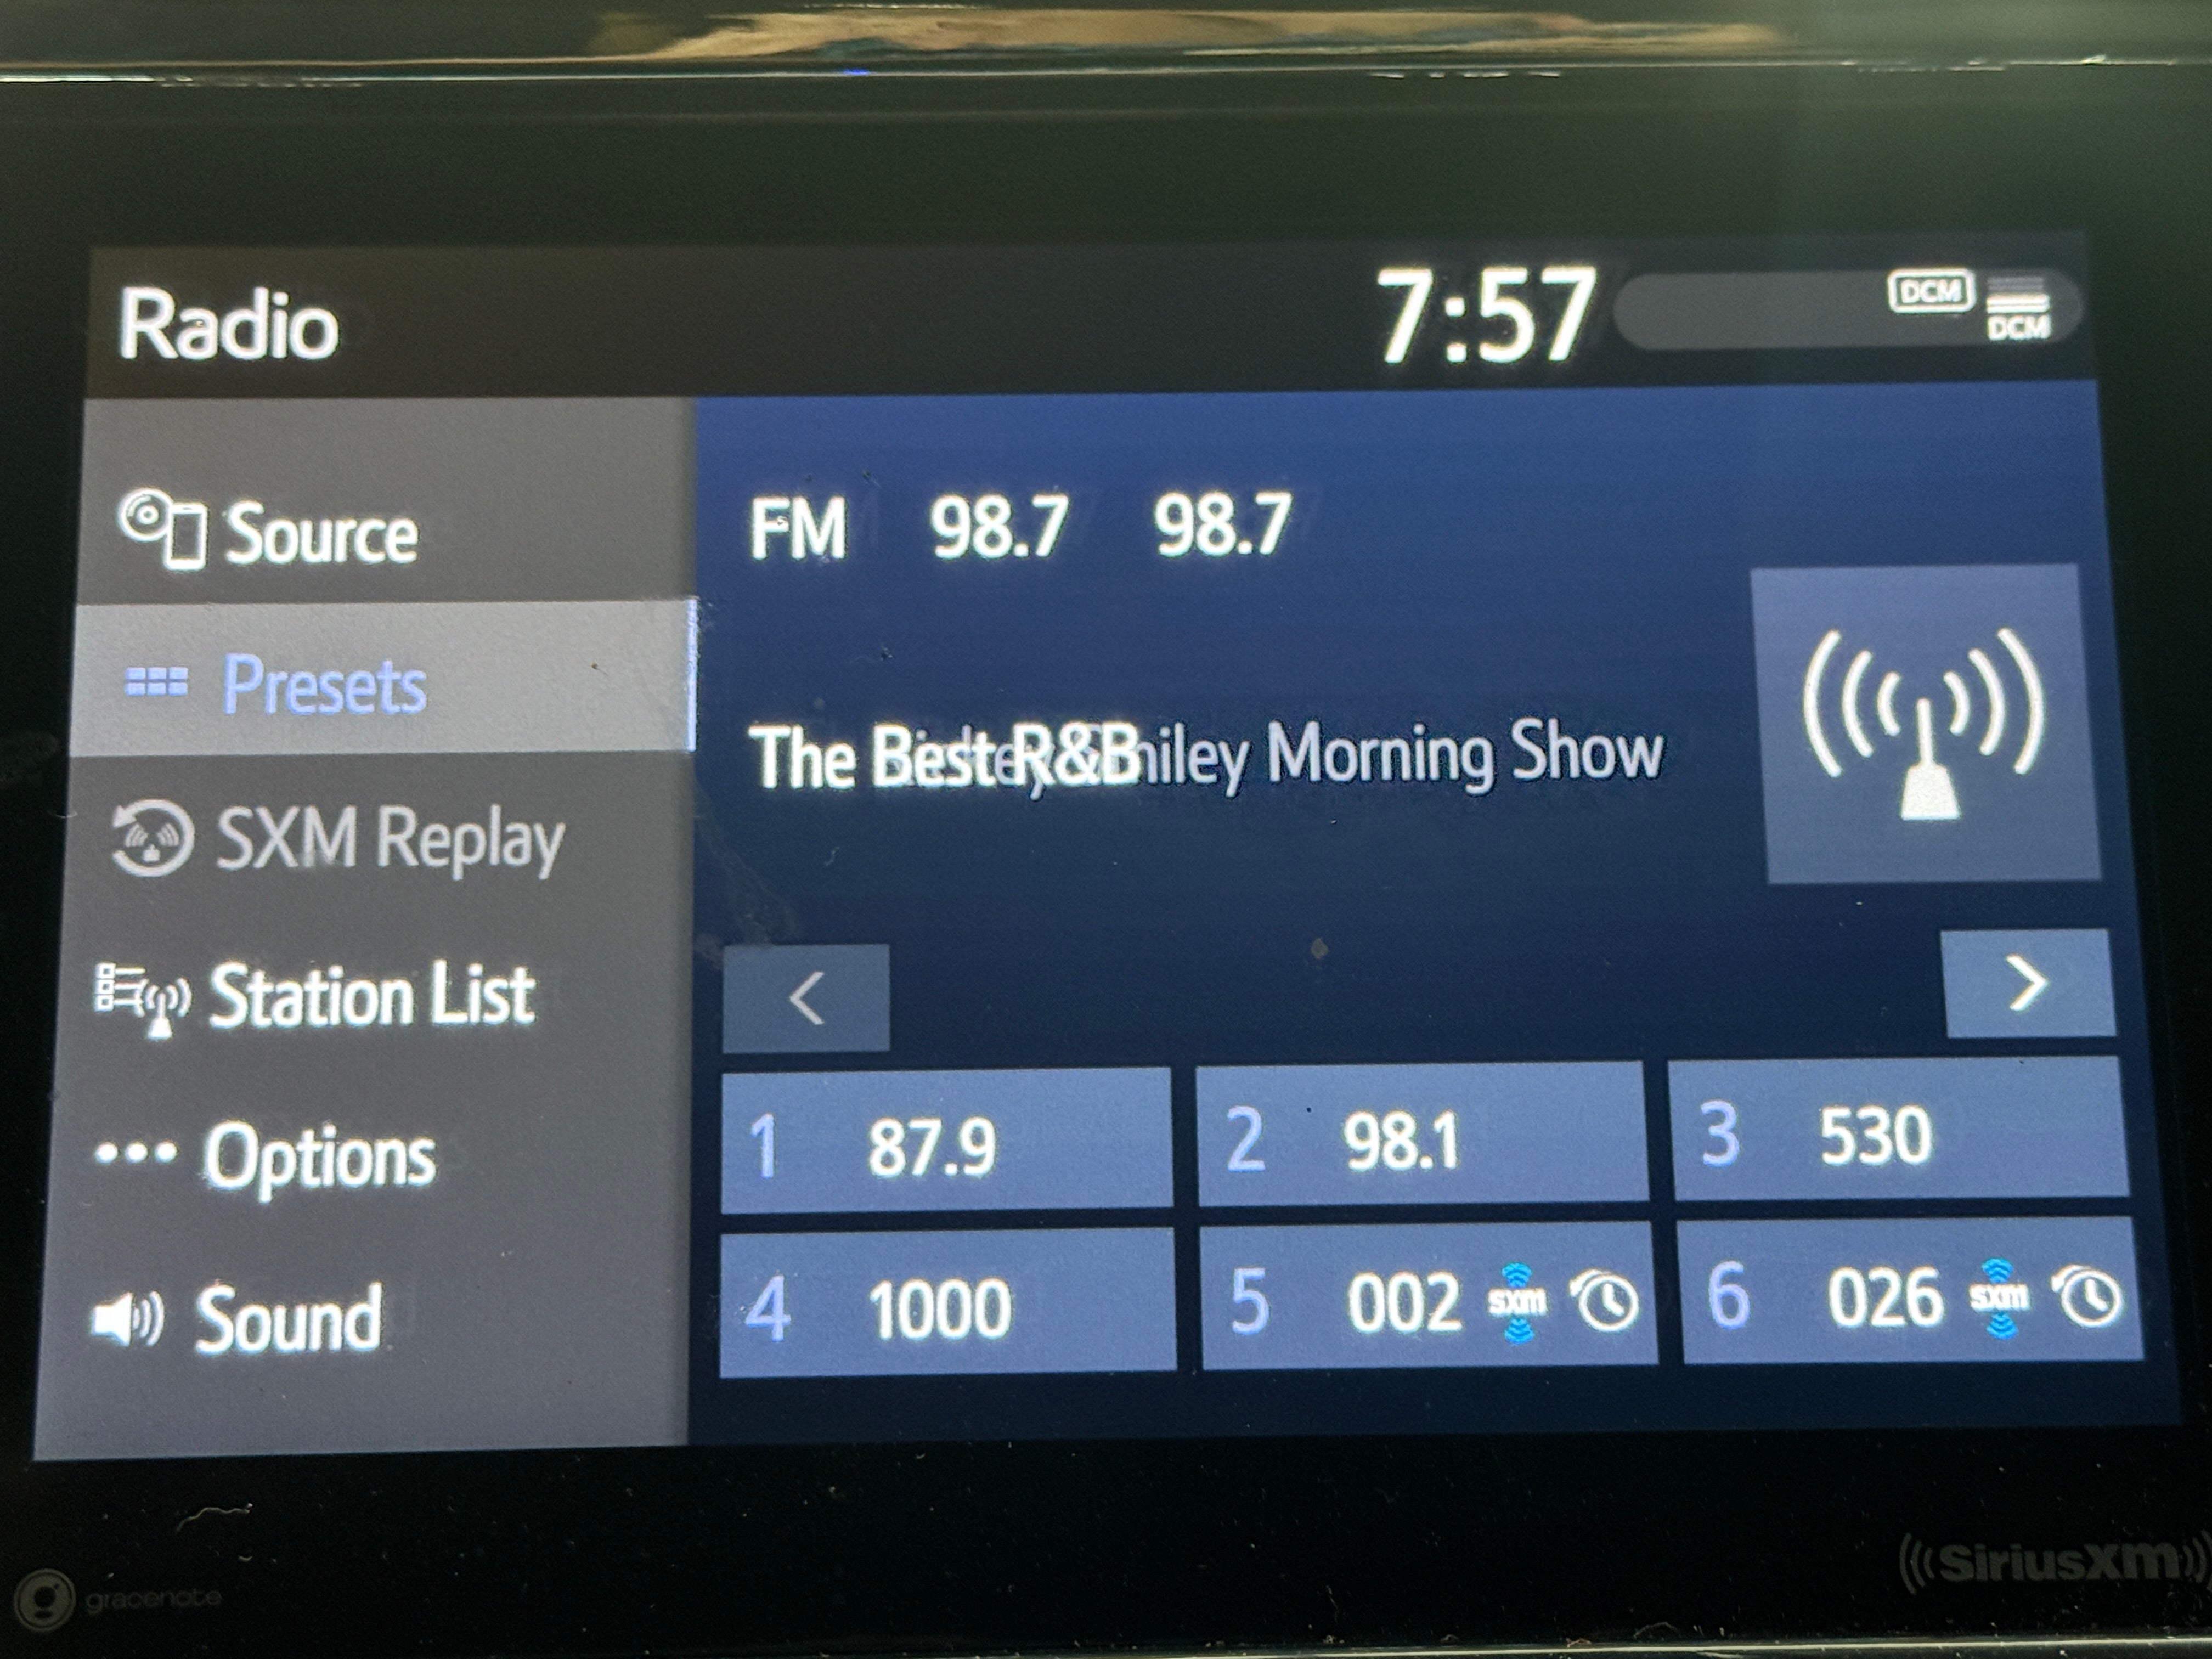 Radio 7:57 DCM DCM
Source
Presets
SXM Replay
Station List
Options
Sound
FM 98.7 98.7
The Best R&B
Morning Show
1 87.9
2 98.1
3 530
4 1000
5 002 sxm
6 026 sxm
gracenote
SiriusXM